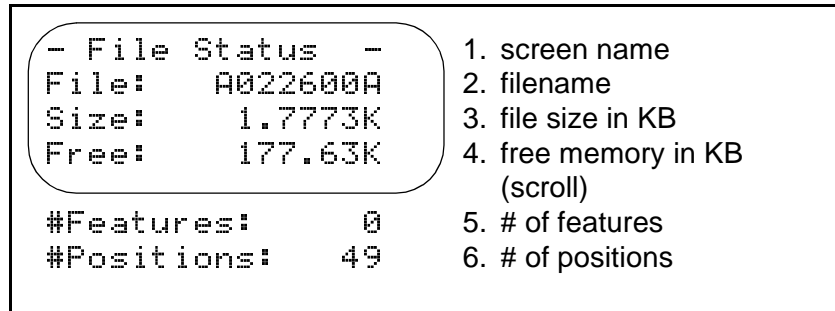 - File Status -
File: A022600A
Size: 1.7773K
Free: 177.63K
#Features: 0
#Positions: 49
1. screen name
2. filename
3. file size in KB
4. free memory in KB
(scroll)
5. # of features
6. # of positions